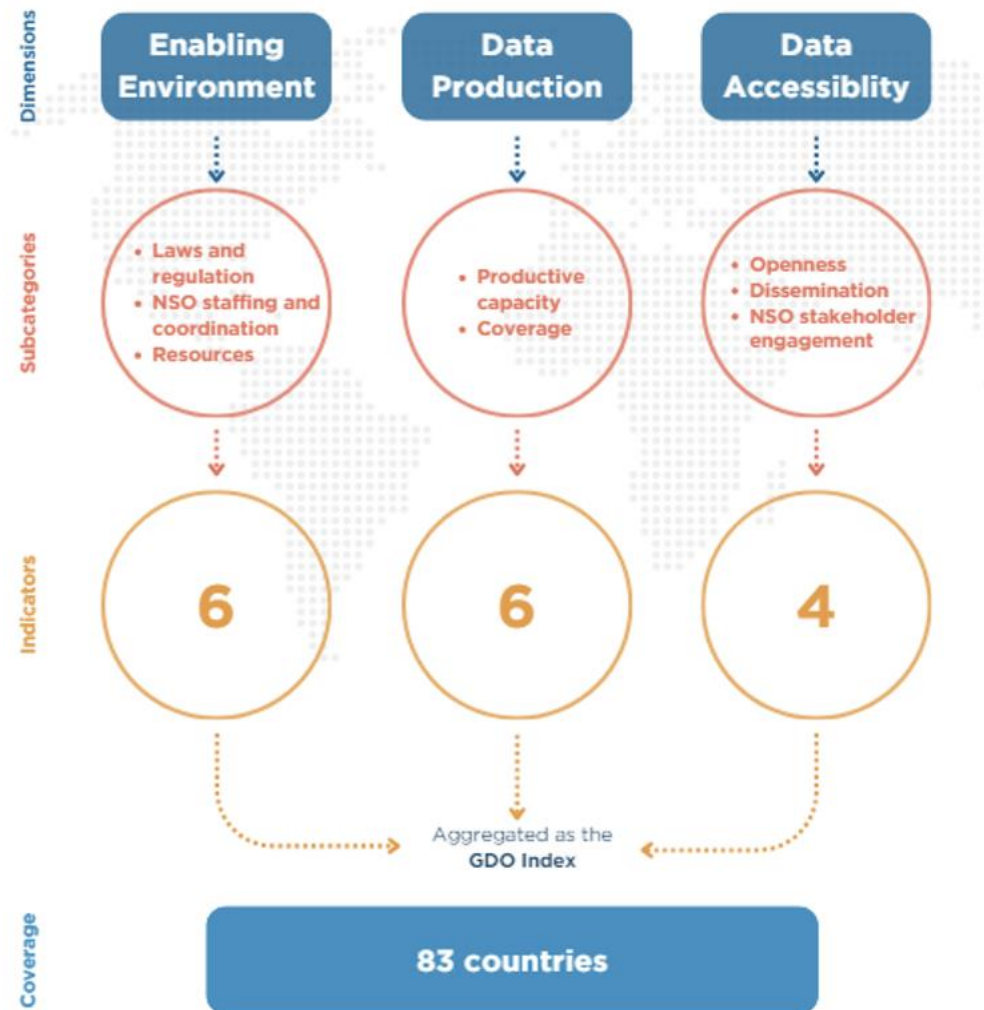 Dimensions
Enabling
Environment
Data
Production
Data
Accessiblity
Subcategories
• Laws and
regulation
• NSO staffing and
coordination
• Resources
• Productive
capacity
• Coverage
• Openness
• Dissemination
• NSO stakeholder
engagement
Indicators
6
6
4
Aggregated as the
GDO Index
Coverage
83 countries